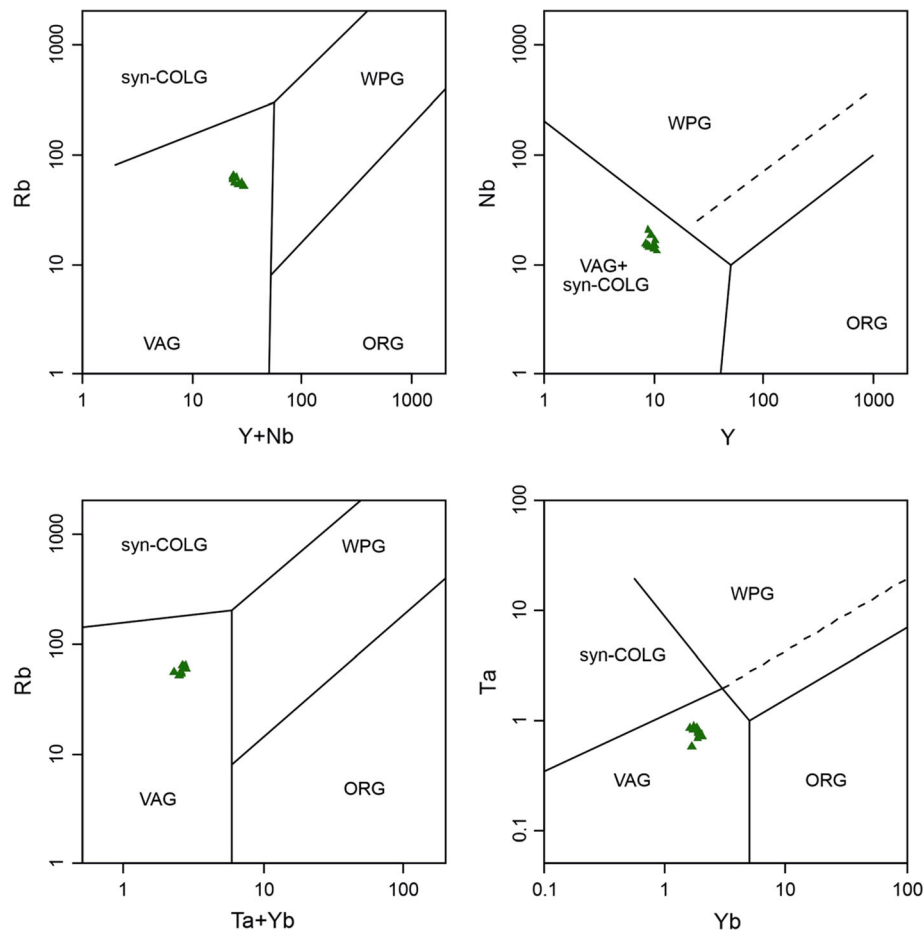 1000
100
10
1
Rb
syn-COLG
WPG
VAG
ORG
1
10
100
1000
Y+Nb
1000
100
10
1
Nb
WPG
VAG+
syn-COLG
ORG
1
10
100
1000
Y
1000
100
10
1
Rb
syn-COLG
WPG
VAG
ORG
1
10
100
Ta+Yb
100
10
1
0.1
Ta
WPG
syn-COLG
VAG
ORG
0.1
1
10
100
Yb